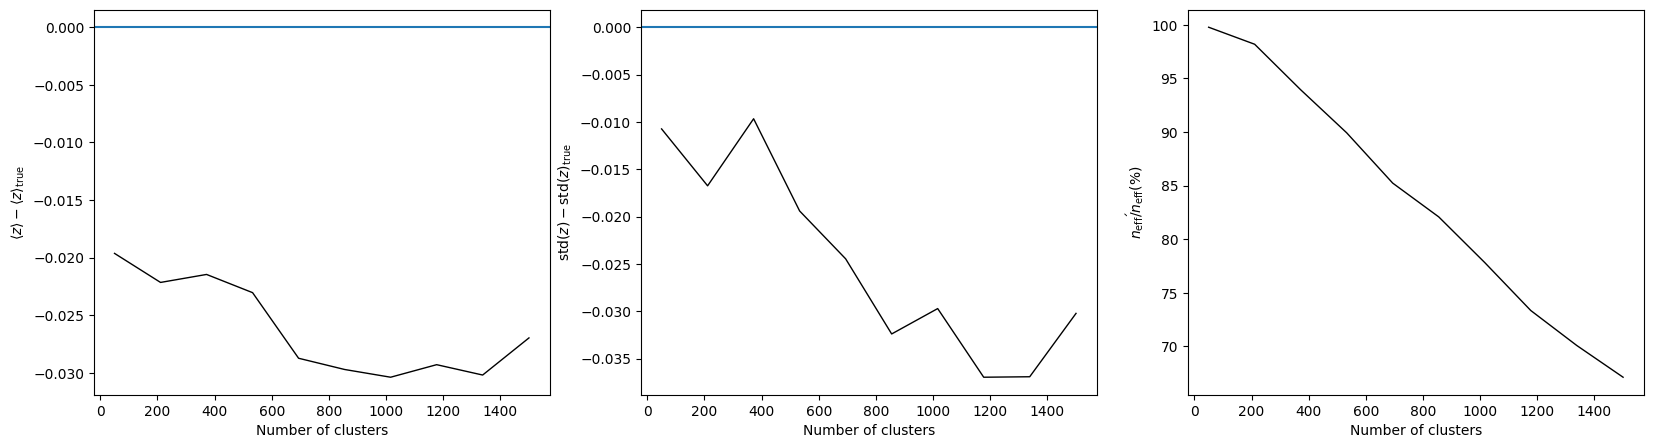 0.000
−0.005
−0.010
−0.015
−0.020
−0.025
−0.030
⟨z⟩ − ⟨z⟩true
0 200 400 600 800 1000 1200 1400
Number of clusters
0.000
−0.005
−0.010
−0.015
−0.020
−0.025
−0.030
−0.035
std(z) − std(z)true
0 200 400 600 800 1000 1200 1400
Number of clusters
100
95
90
85
80
75
70
n′eff/neff(%)
0 200 400 600 800 1000 1200 1400
Number of clusters